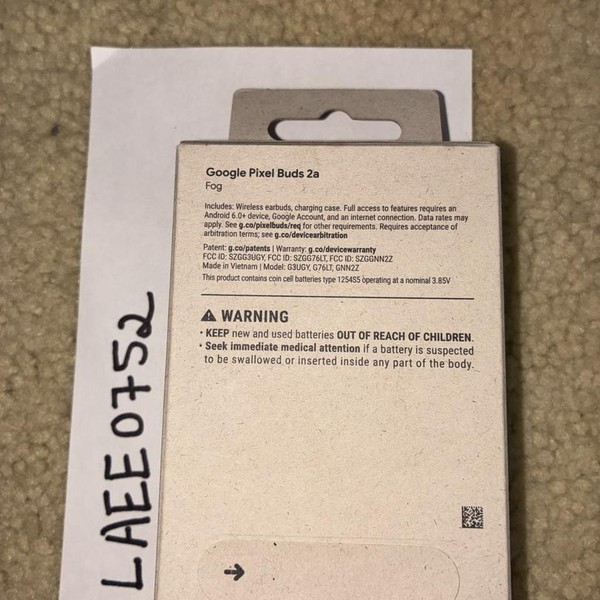 Google Pixel Buds 2a
Fog
Includes: Wireless earbuds, charging case. Full access to features requires an
Android 6.0+ device, Google Account, and an internet connection. Data rates may
apply. See g.co/pixelbuds/req for other requirements. Requires acceptance of
arbitration terms; see g.co/devicearbitration
Patent: g.co/patents | Warranty: g.co/devicewarranty
FCC ID: SZGG3UGY, FCC ID: SZGG76LT, FCC ID: SZGGNN2Z
Made in Vietnam | Model: G3UGY, G76LT, GNN2Z
This product contains coin cell batteries type 1254S5 operating at a nominal 3.85V
WARNING
• KEEP new and used batteries OUT OF REACH OF CHILDREN.
• Seek immediate medical attention if a battery is suspected
to be swallowed or inserted inside any part of the body.
LAEE0752